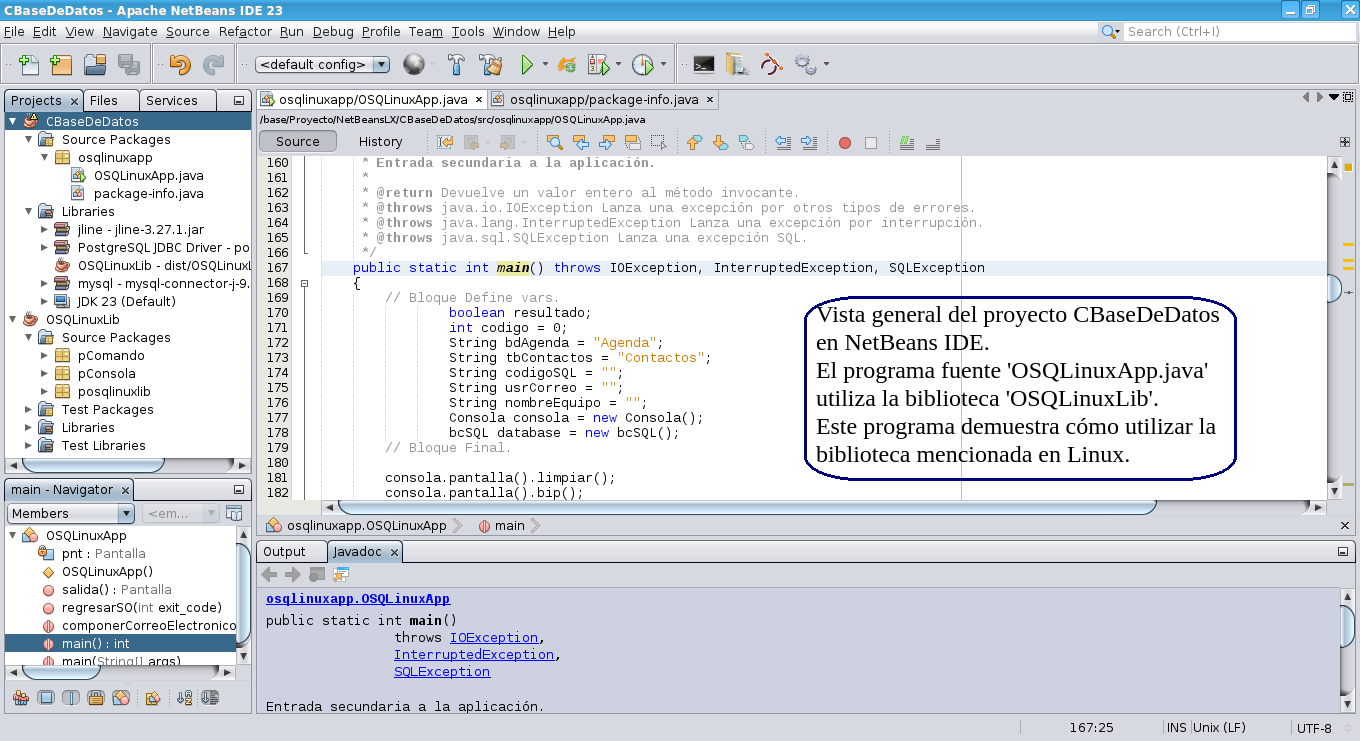 CBaseDeDatos - Apache NetBeans IDE 23
File Edit View Navigate Source Refactor Run Debug Profile Team Tools Window Help
Search (Ctrl+I)
<default config>
Projects
Files
Services
CBaseDeDatos
Source Packages
osqlinuxapp
OSQLinuxApp.java
package-info.java
Libraries
jline - jline-3.27.1.jar
PostgreSQL JDBC Driver - po
OSQLinuxLib - dist/OSQLinuxL
mysql - mysql-connector-j-9.
JDK 23 (Default)
OSQLinuxLib
Source Packages
pComando
pConsola
posqlinuxlib
Test Packages
Libraries
Test Libraries
main - Navigator
Members
<em...
OSQLinuxApp
pnt : Pantalla
OSQLinuxApp()
salida() : Pantalla
regresarSO(int exit_code)
componerCorreoElectronico
main() : int
main(String[] args)
osqlinuxapp/OSQLinuxApp.java
osqlinuxapp/package-info.java
/base/Proyecto/NetBeansLX/CBaseDeDatos/src/osqlinuxapp/OSQLinuxApp.java
Source
History
160 * Entrada secundaria a la aplicación.
161 *
162 * @return Devuelve un valor entero al método invocante.
163 * @throws java.io.IOException Lanza una excepción por otros tipos de errores.
164 * @throws java.lang.InterruptedException Lanza una excepción por interrupción.
165 * @throws java.sql.SQLException Lanza una excepción SQL.
166 */
167 public static int main() throws IOException, InterruptedException, SQLException
168 {
169 // Bloque Define vars.
170 boolean resultado;
171 int codigo = 0;
172 String bdAgenda = "Agenda";
173 String tbContactos = "Contactos";
174 String codigoSQL = "";
175 String usrCorreo = "";
176 String nombreEquipo = "";
177 Consola consola = new Consola();
178 bcSQL database = new bcSQL();
179 // Bloque Final.
180
181 consola.pantalla().limpiar();
182 consola.pantalla().bip();
Vista general del proyecto CBaseDeDatos
en NetBeans IDE.
El programa fuente 'OSQLinuxApp.java'
utiliza la biblioteca 'OSQLinuxLib'.
Este programa demuestra cómo utilizar la
biblioteca mencionada en Linux.
osqlinuxapp.OSQLinuxApp
main
Output
Javadoc
osqlinuxapp.OSQLinuxApp
public static int main()
throws IOException,
InterruptedException,
SQLException
Entrada secundaria a la aplicación.
167:25
INS
Unix (LF)
UTF-8